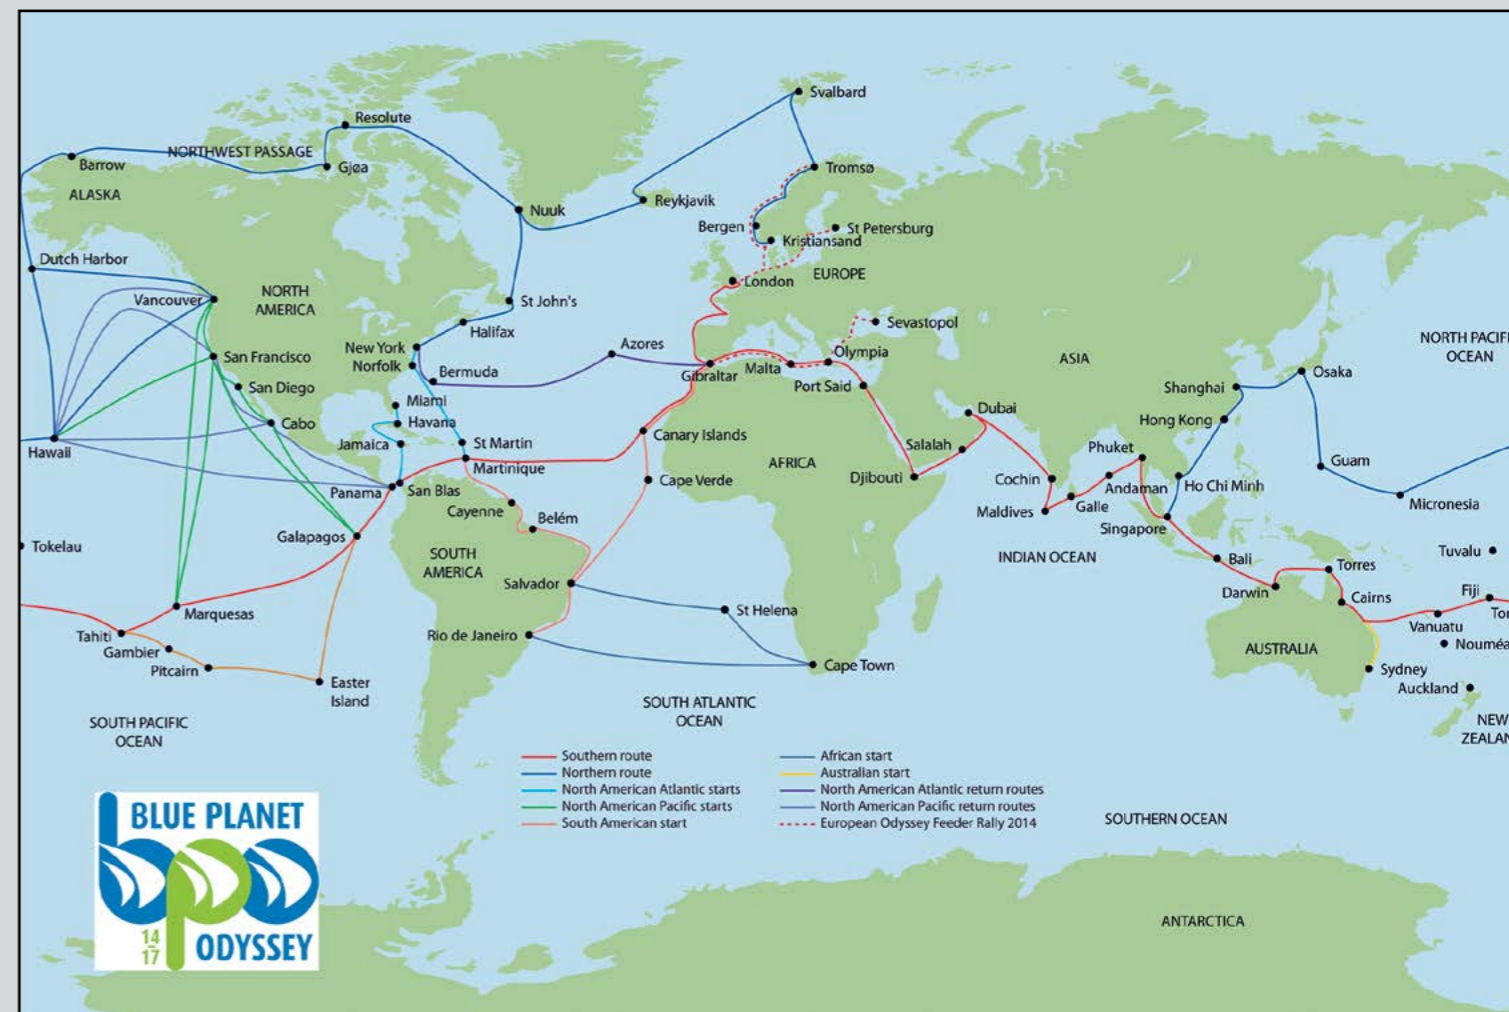 Svalbard
Resolute
NORTHWEST PASSAGE
Barrow
Gjøa
Tromsø
ALASKA
Reykjavik
Nuuk
Bergen
St Petersburg
Kristiansand
Dutch Harbor
EUROPE
London
NORTH
AMERICA
Vancouver
St John's
Halifax
Sevastopol
Azores
New York
Norfolk
San Francisco
Olympia
ASIA
Malta
Gibraltar
Bermuda
Port Said
San Diego
Shanghai
Osaka
NORTH PACIFI
OCEAN
Miami
Havana
Cabo
Dubai
Hong Kong
Canary Islands
St Martin
Jamaica
Hawaii
Salalah
Phuket
Martinique
AFRICA
Guam
Cape Verde
Djibouti
Cochin
Andaman
Ho Chi Minh
Panama
San Blas
Micronesia
Cayenne
Belém
Maldives
Galle
Singapore
Galapagos
Tokelau
SOUTH
AMERICA
INDIAN OCEAN
Bali
Torres
Tuvalu
Salvador
Darwin
Cairns
Fiji
Marquesas
St Helena
Vanuatu
Ton
Tahiti
Rio de Janeiro
Gambier
AUSTRALIA
Nouméa
Pitcairn
Cape Town
Sydney
Easter
Island
Auckland
SOUTH PACIFIC
OCEAN
SOUTH ATLANTIC
OCEAN
NEW
ZEALAN
Southern route
Northern route
North American Atlantic starts
North American Pacific starts
South American start
African start
Australian start
North American Atlantic return routes
North American Pacific return routes
European Odyssey Feeder Rally 2014
BLUE PLANET
bpo
14
17
ODYSSEY
SOUTHERN OCEAN
ANTARCTICA